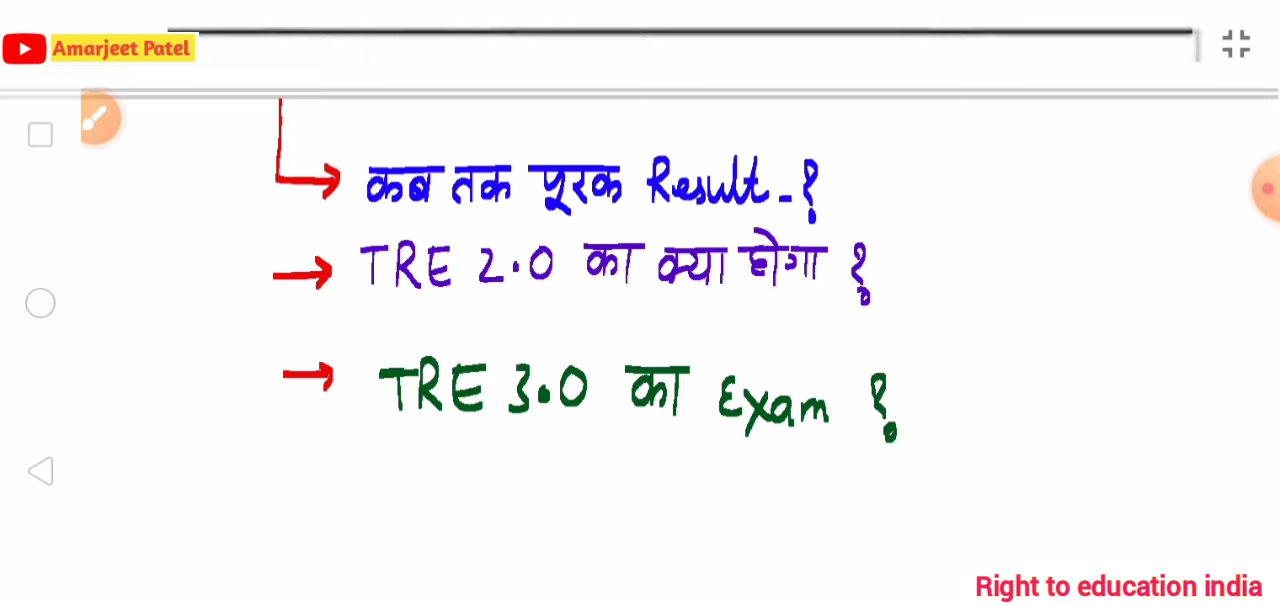 Amarjeet Patel
कब तक पूरक Result - ?
TRE 2.0 का क्या होगा ?
TRE 3.0 का Exam ?
Right to education india